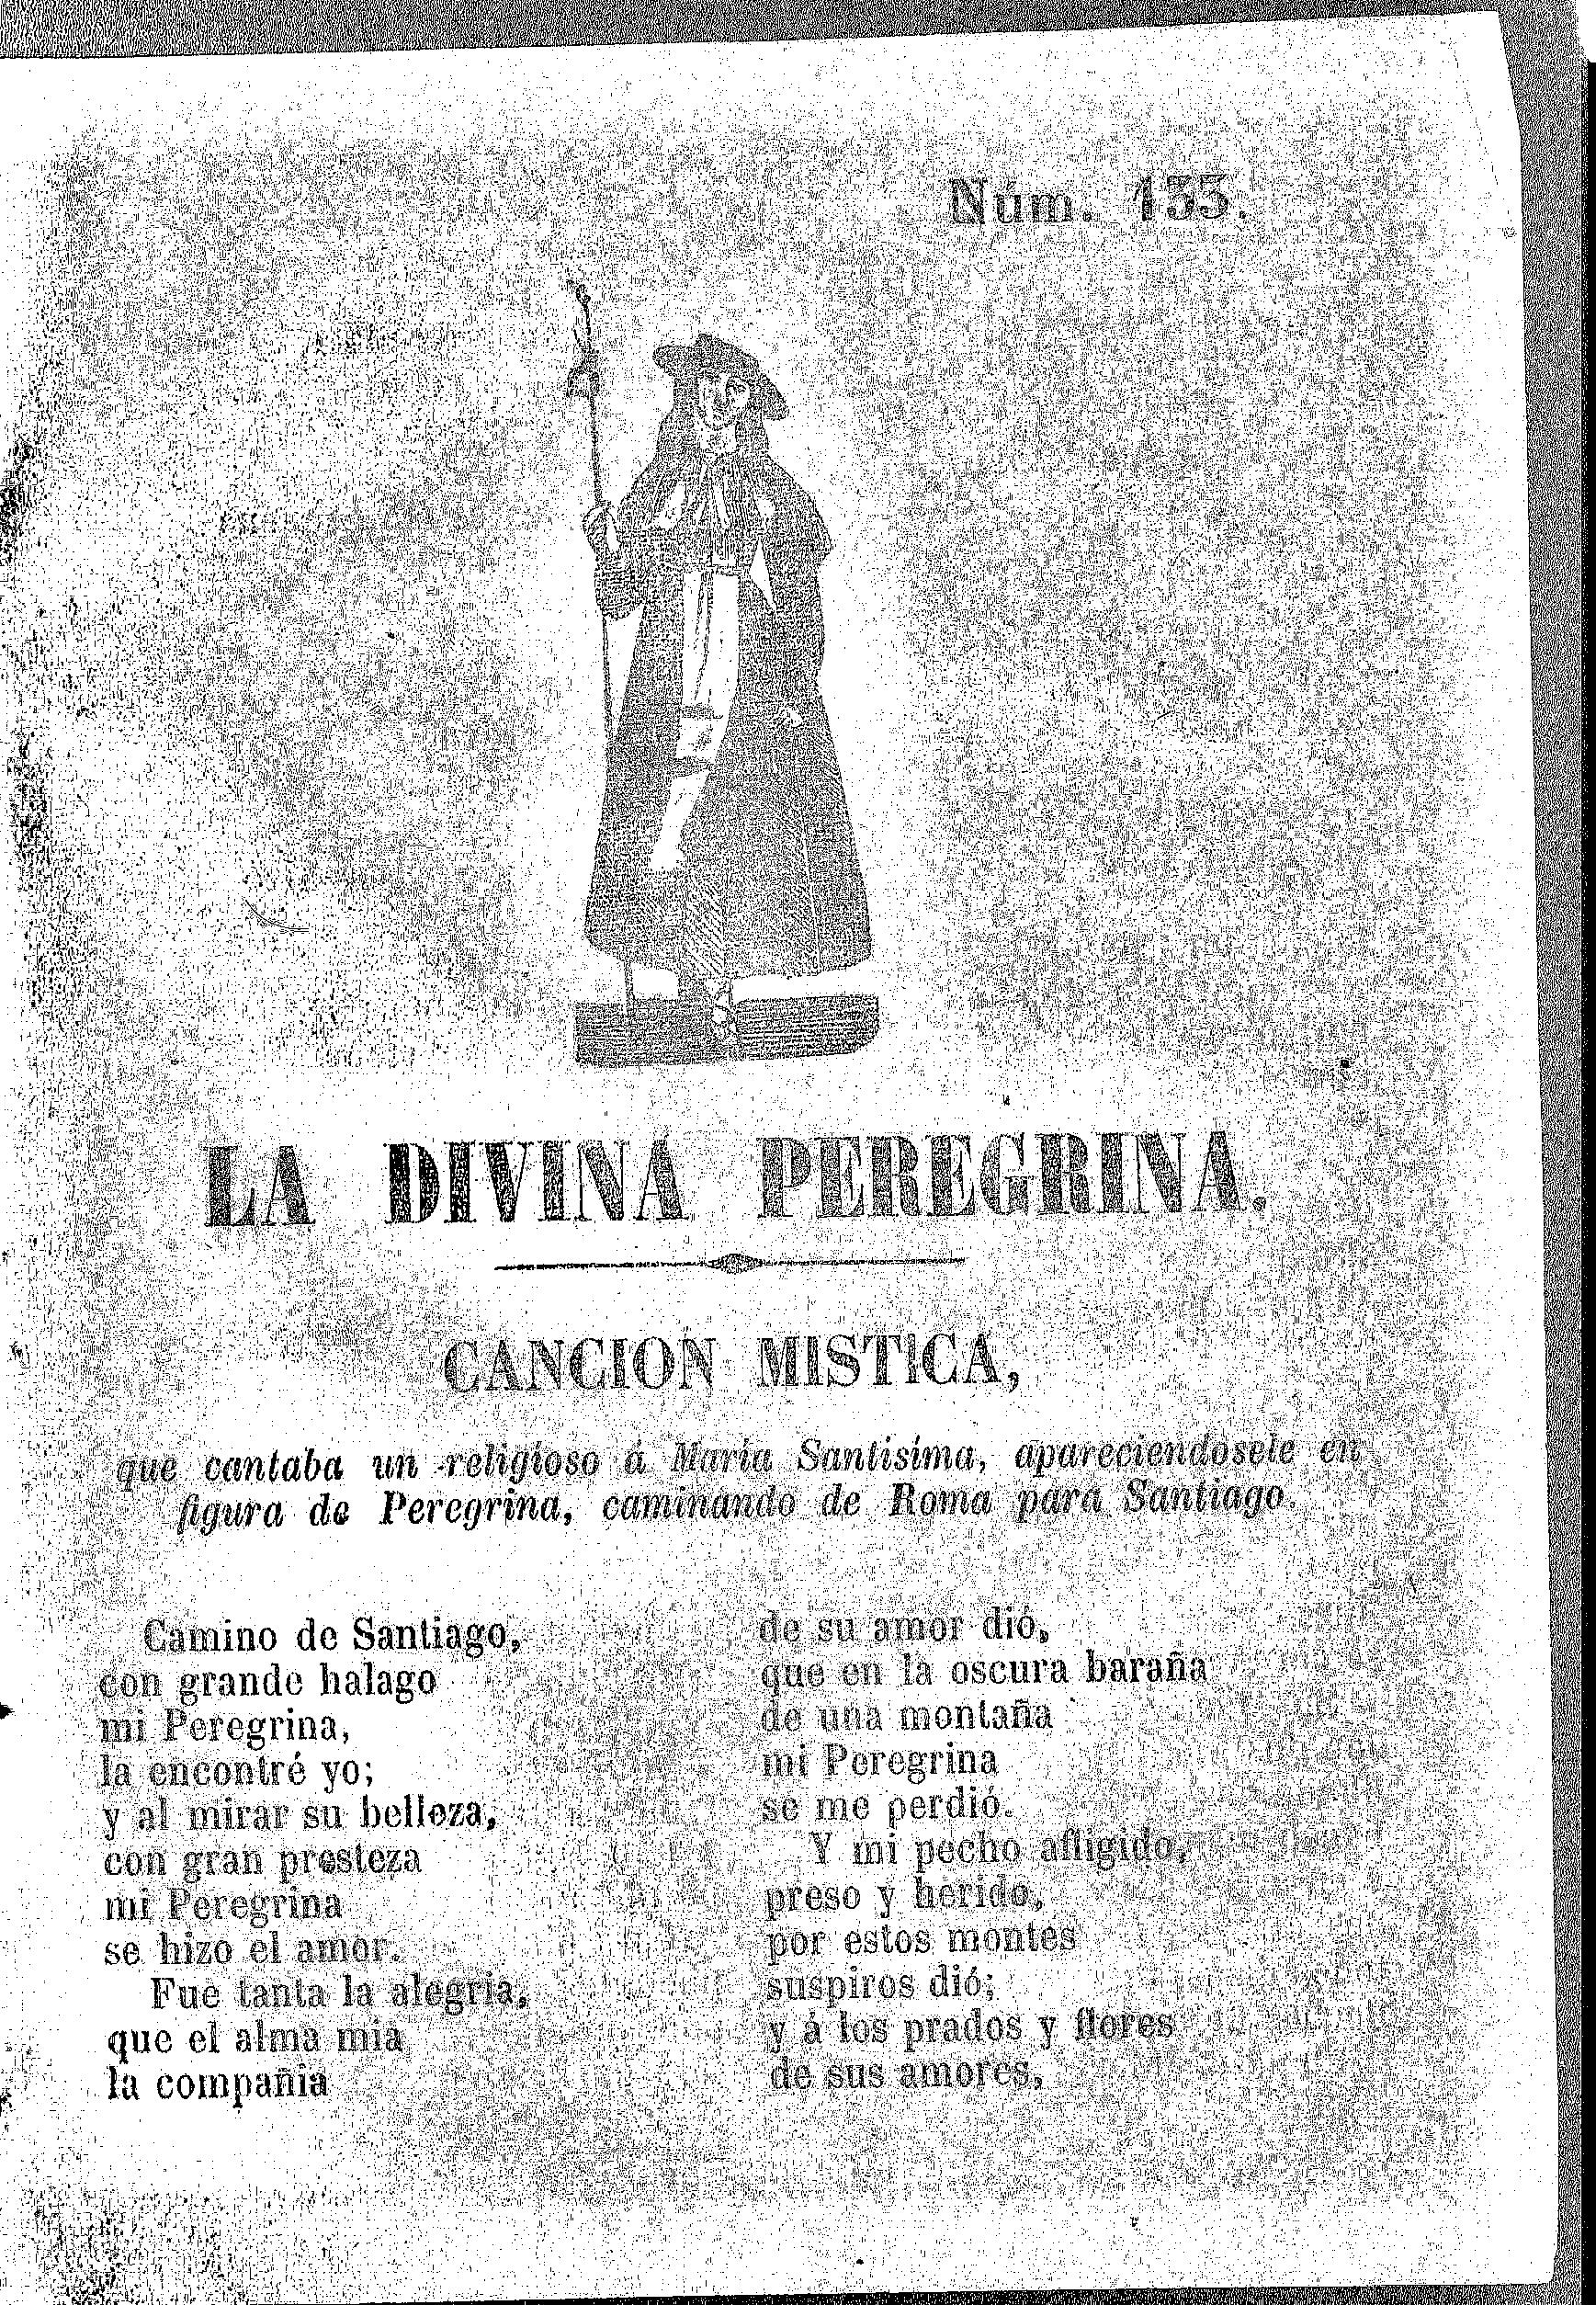 Núm. 133.
LA DIVINA PEREGRINA.
CANCION MISTICA,
que cantaba un religioso á María Santísima, apareciendosele en
figura de Peregrina, caminando de Roma para Santiago.
Camino de Santiago,
con grande halago
mi Peregrina,
la encontré yo;
y al mirar su belleza,
con gran presteza
mi Peregrina
se hizo el amor.
Fue tanta la alegria,
que el alma mia
la compañia
de su amor dió,
que en la oscura baraña
de una montaña
mi Peregrina
se me perdió.
Y mi pecho afligido,
preso y herido,
por estos montes
suspiros dió;
y á los prados y flores
de sus amores,